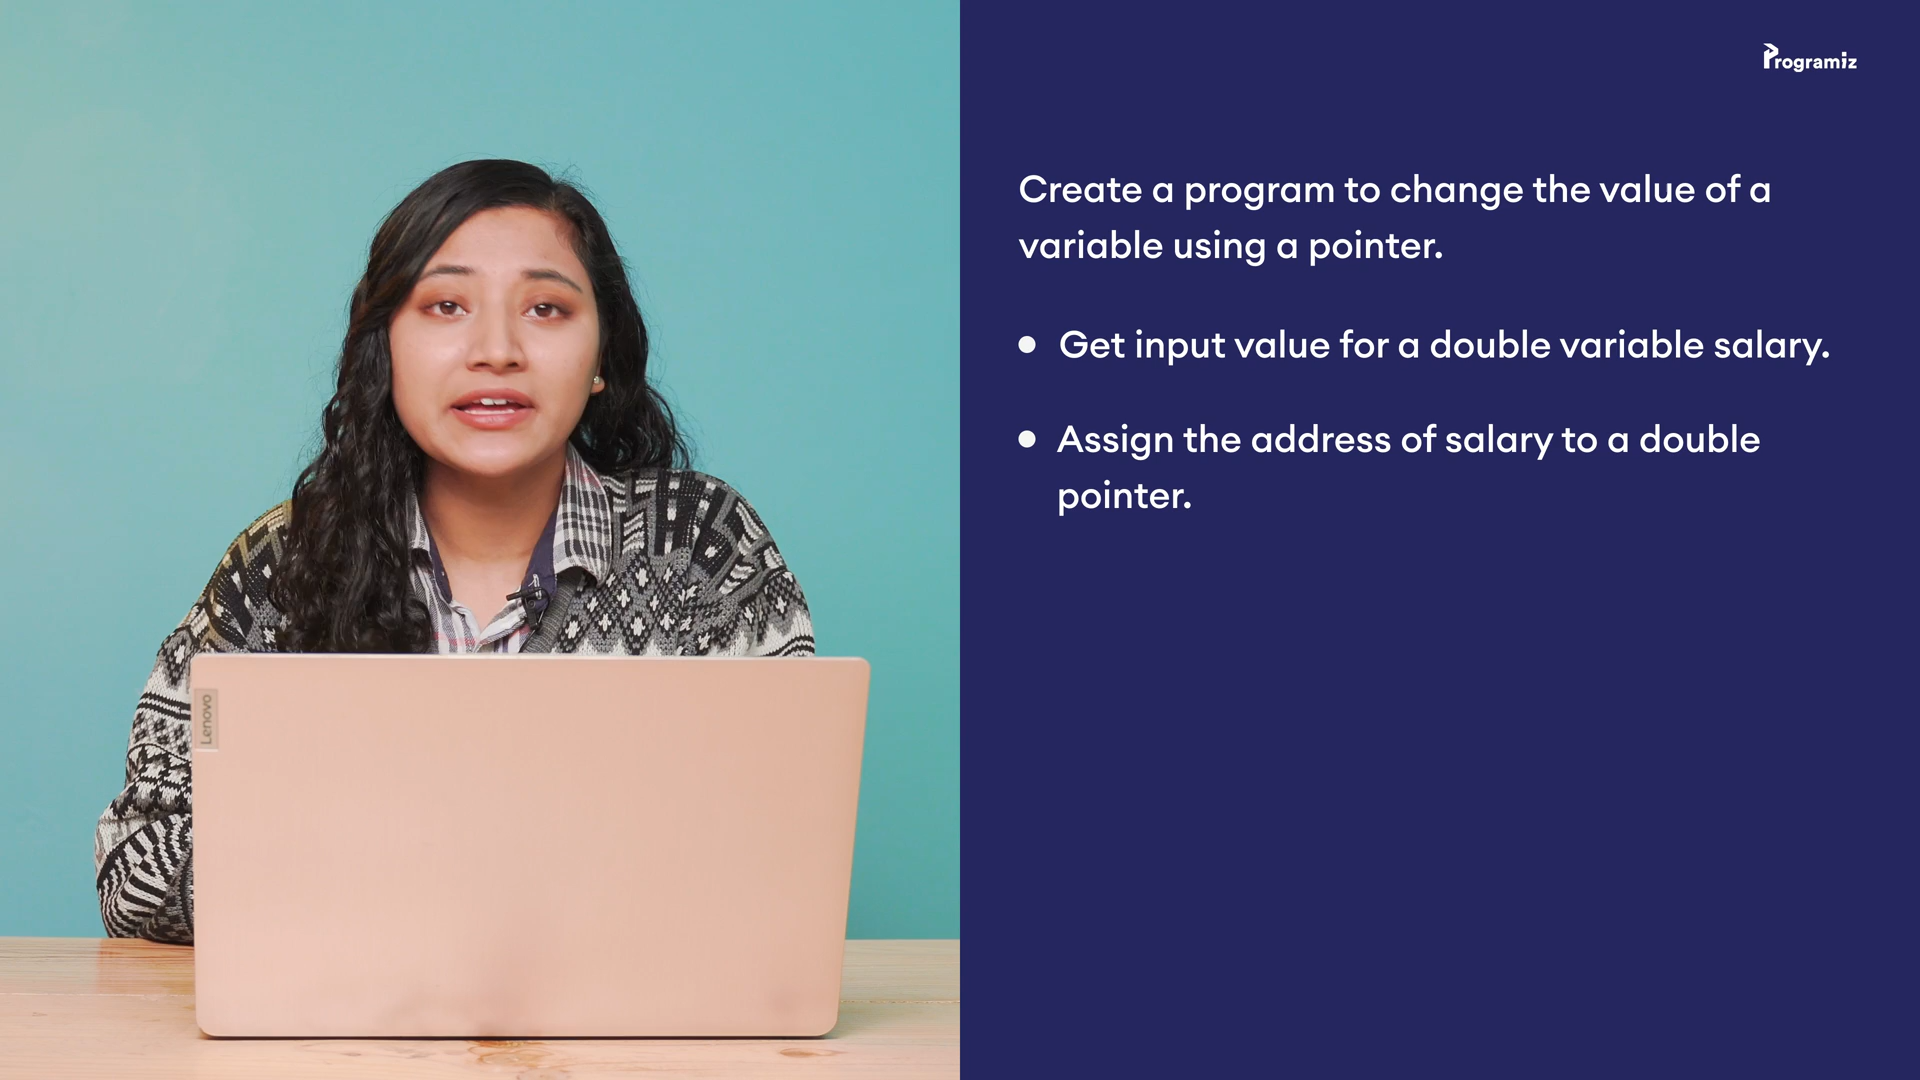 Programiz
Create a program to change the value of a
variable using a pointer.
Get input value for a double variable salary.
Assign the address of salary to a double
pointer.
Lenovo